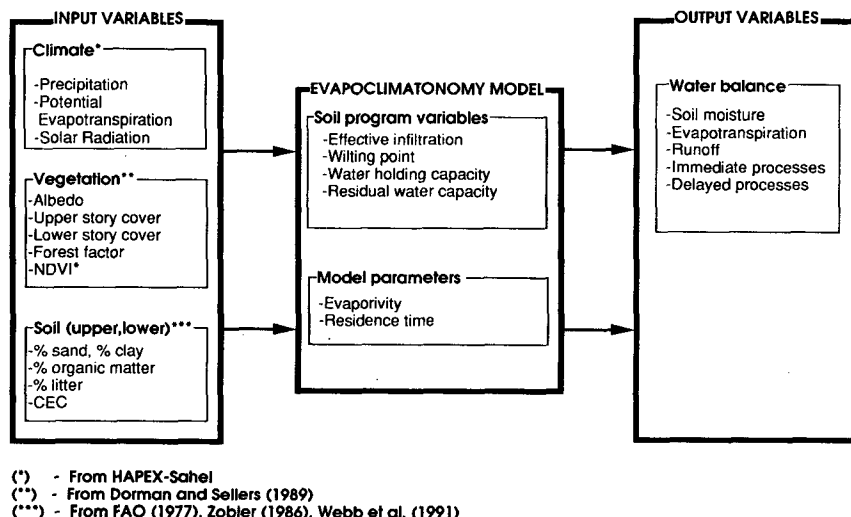 INPUT VARIABLES
Climate*
-Precipitation
-Potential
Evapotranspiration
-Solar Radiation
Vegetation**
-Albedo
-Upper story cover
-Lower story cover
-Forest factor
-NDVI*
Soil (upper,lower)***
-% sand, % clay
-% organic matter
-% litter
-CEC
EVAPOCLIMATONOMY MODEL
Soil program variables
-Effective infiltration
-Wilting point
-Water holding capacity
-Residual water capacity
Model parameters
-Evaporivity
-Residence time
OUTPUT VARIABLES
Water balance
-Soil moisture
-Evapotranspiration
-Runoff
-Immediate processes
-Delayed processes
(*) - From HAPEX-Sahel
(**) - From Dorman and Sellers (1989)
(***) - From FAO (1977), Zobler (1986), Webb et al. (1991)